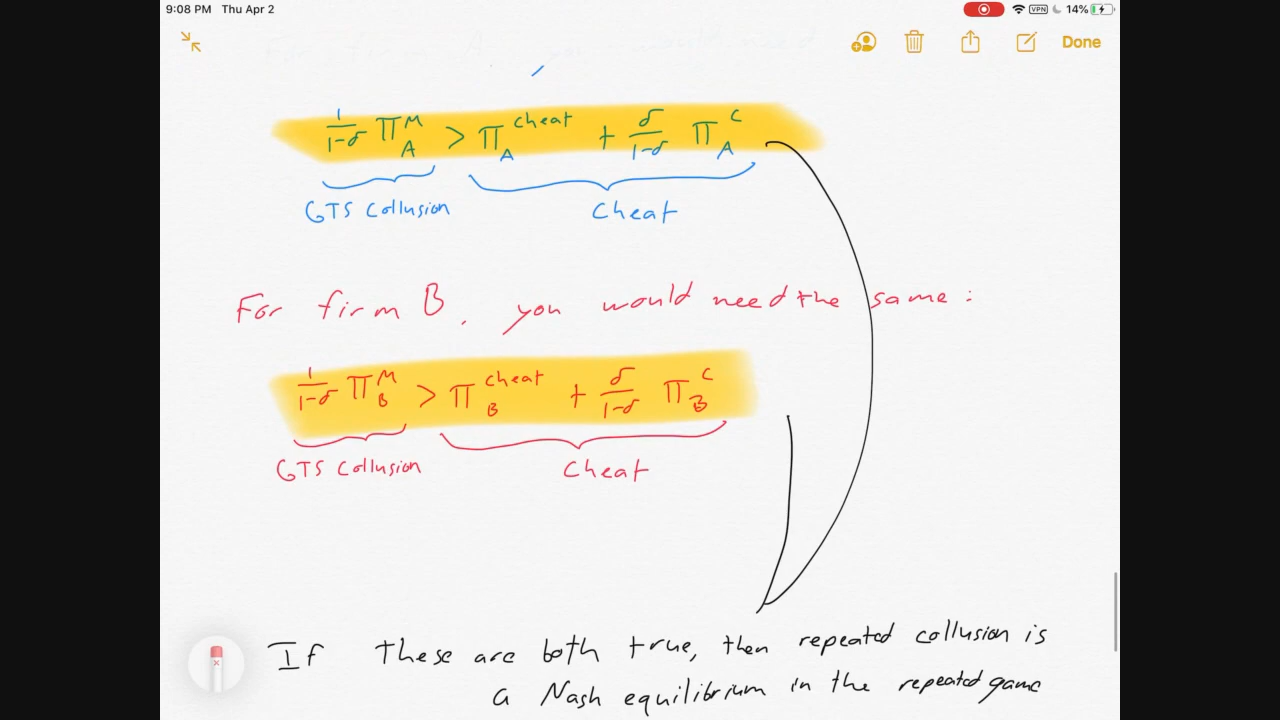 9:08 PM Thu Apr 2 VPN 14%
Done
1/1-δ Π_A^M > Π_A^cheat + δ/1-δ Π_A^C
GTS Collusion Cheat
For firm B, you would need the same:
1/1-δ Π_B^M > Π_B^cheat + δ/1-δ Π_B^C
GTS Collusion Cheat
If these are both true, then repeated collusion is
a Nash equilibrium in the repeated game